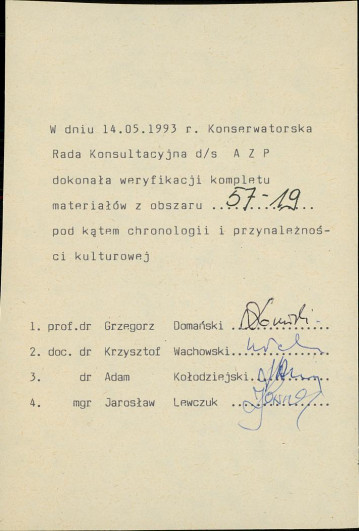 W dniu 14.05.1993 r. Konserwatorska
Rada Konsultacyjna d/s A Z P
dokonała weryfikacji kompletu
materiałów z obszaru ..57-19..
pod kątem chronologii i przynależnoś-
ci kulturowej
1. prof.dr Grzegorz Domański
2. doc. dr Krzysztof Wachowski
3. dr Adam Kołodziejski
4. mgr Jarosław Lewczuk